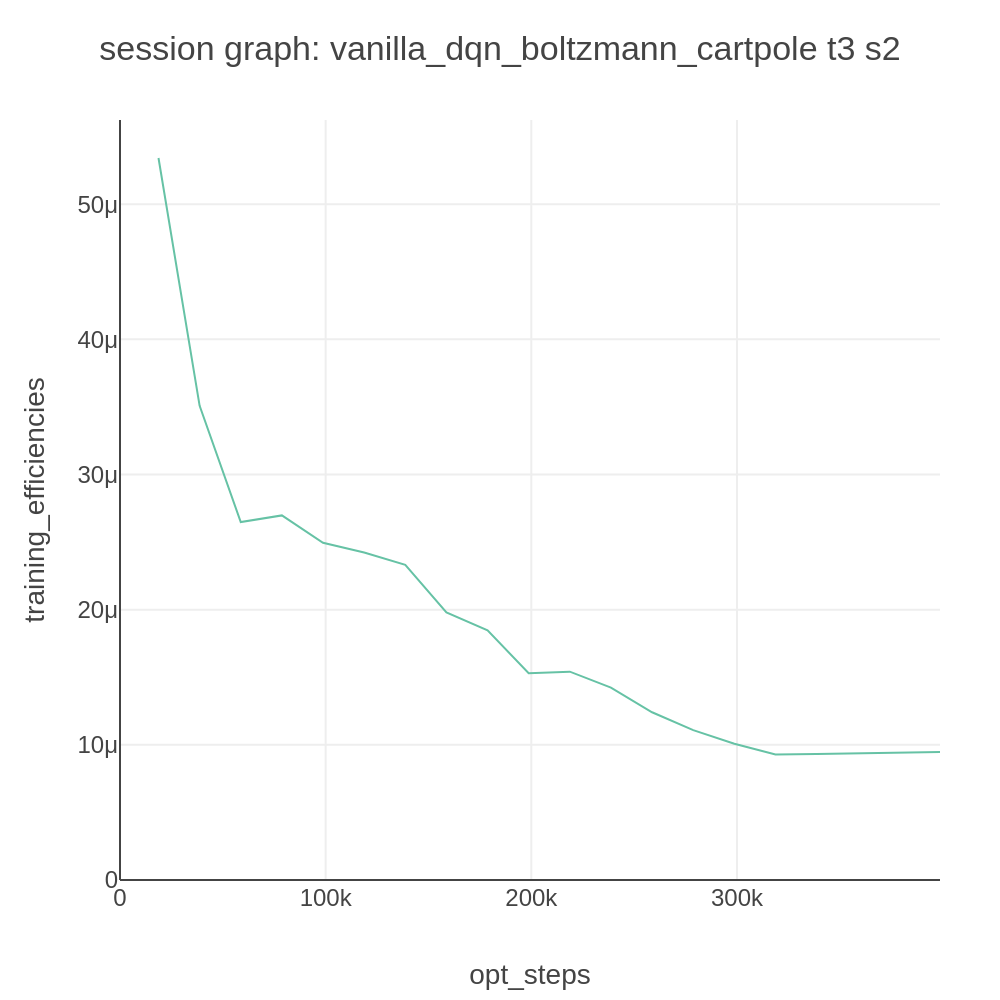 session graph: vanilla_dqn_boltzmann_cartpole t3 s2
training_efficiencies
50μ
40μ
30μ
20μ
10μ
0
0 100k 200k 300k
opt_steps